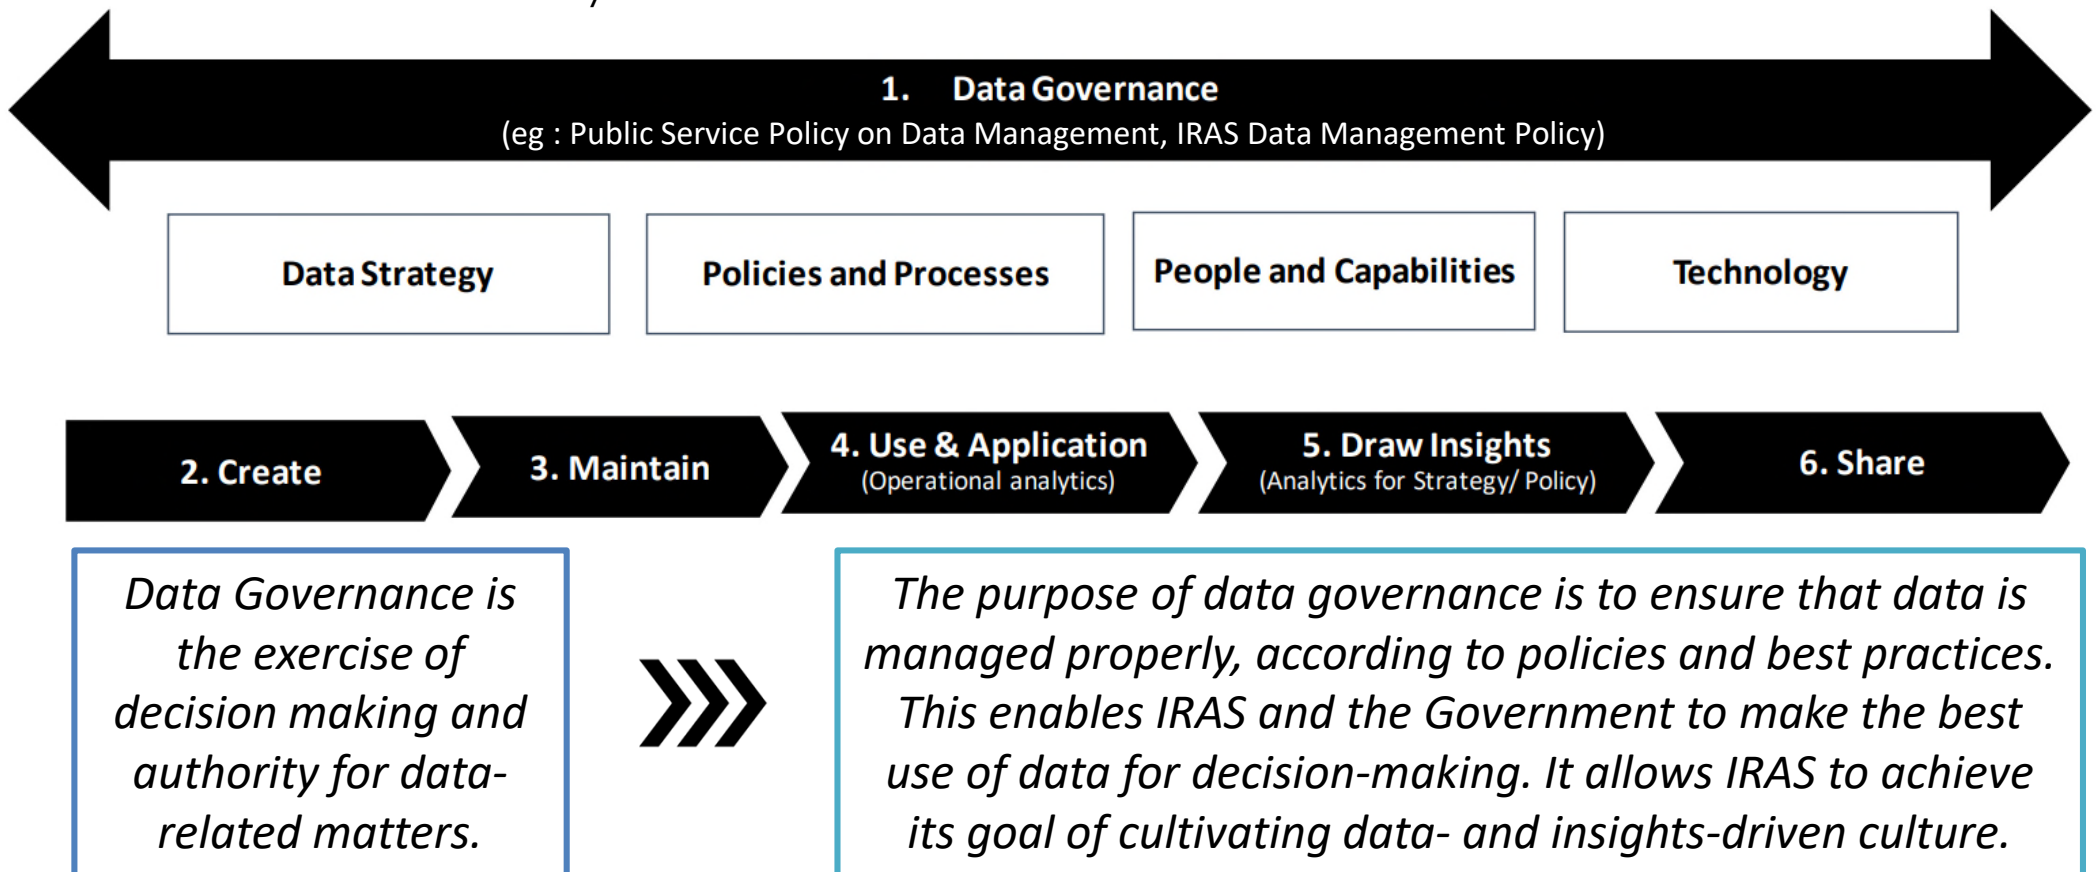 1. Data Governance
(eg : Public Service Policy on Data Management, IRAS Data Management Policy)
Data Strategy
Policies and Processes
People and Capabilities
Technology
2. Create
3. Maintain
4. Use & Application
(Operational analytics)
5. Draw Insights
(Analytics for Strategy/ Policy)
6. Share
Data Governance is
the exercise of
decision making and
authority for data-
related matters.
The purpose of data governance is to ensure that data is
managed properly, according to policies and best practices.
This enables IRAS and the Government to make the best
use of data for decision-making. It allows IRAS to achieve
its goal of cultivating data- and insights-driven culture.